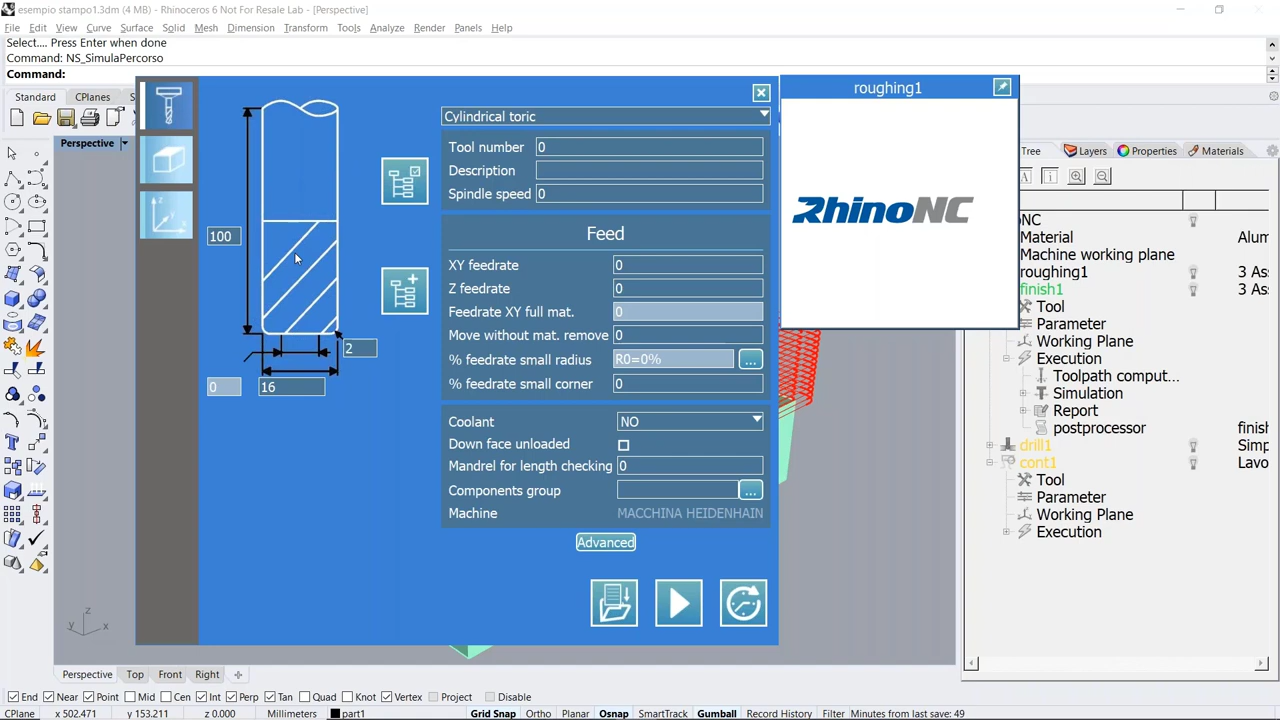 esempio stampo1.3dm (4 MB) - Rhinoceros 6 Not For Resale Lab - [Perspective]
File Edit View Curve Surface Solid Mesh Dimension Transform Tools Analyze Render Panels Help
Select.... Press Enter when done
Command: NS_SimulaPercorso
Command:
Standard CPlanes
Perspective
roughing1
Tree Layers Properties Materials
Cylindrical toric
Tool number 0
Description
Spindle speed 0
100
2
0 16
Feed
XY feedrate 0
Z feedrate 0
Feedrate XY full mat. 0
Move without mat. remove 0
% feedrate small radius R0=0% ...
% feedrate small corner 0
Coolant NO
Down face unloaded
Mandrel for length checking 0
Components group ...
Machine MACCHINA HEIDENHAIN
Advanced
RhinoNC
NC
Material Alum
Machine working plane
roughing1 3 Ass
finish1 3 Ass
Tool
Parameter
Working Plane
Execution
Toolpath comput...
Simulation
Report
postprocessor finish
drill1 Simp
cont1 Lavo
Tool
Parameter
Working Plane
Execution
z
y x
Perspective Top Front Right
End Near Point Mid Cen Int Perp Tan Quad Knot Vertex Project Disable
CPlane x 502.471 y 153.211 z 0.000 Millimeters part1 Grid Snap Ortho Planar Osnap SmartTrack Gumball Record History Filter Minutes from last save: 49